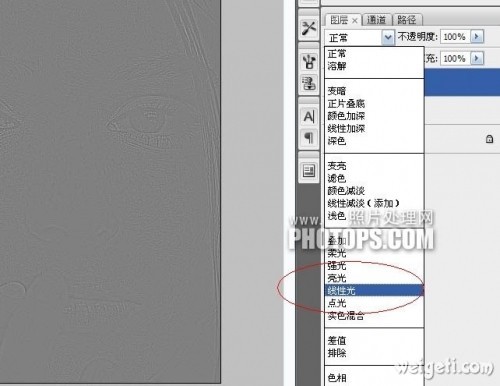 图层 × 通道 路径
正常 不透明度: 100%
充: 100%
正常
溶解
变暗
正片叠底
颜色加深
线性加深
深色
变亮
滤色
颜色减淡
线性减淡（添加）
浅色
照片处理网
PHOTOPS.COM
叠加
柔光
强光
亮光
线性光
点光
实色混合
差值
排除
色相
weigeti.com